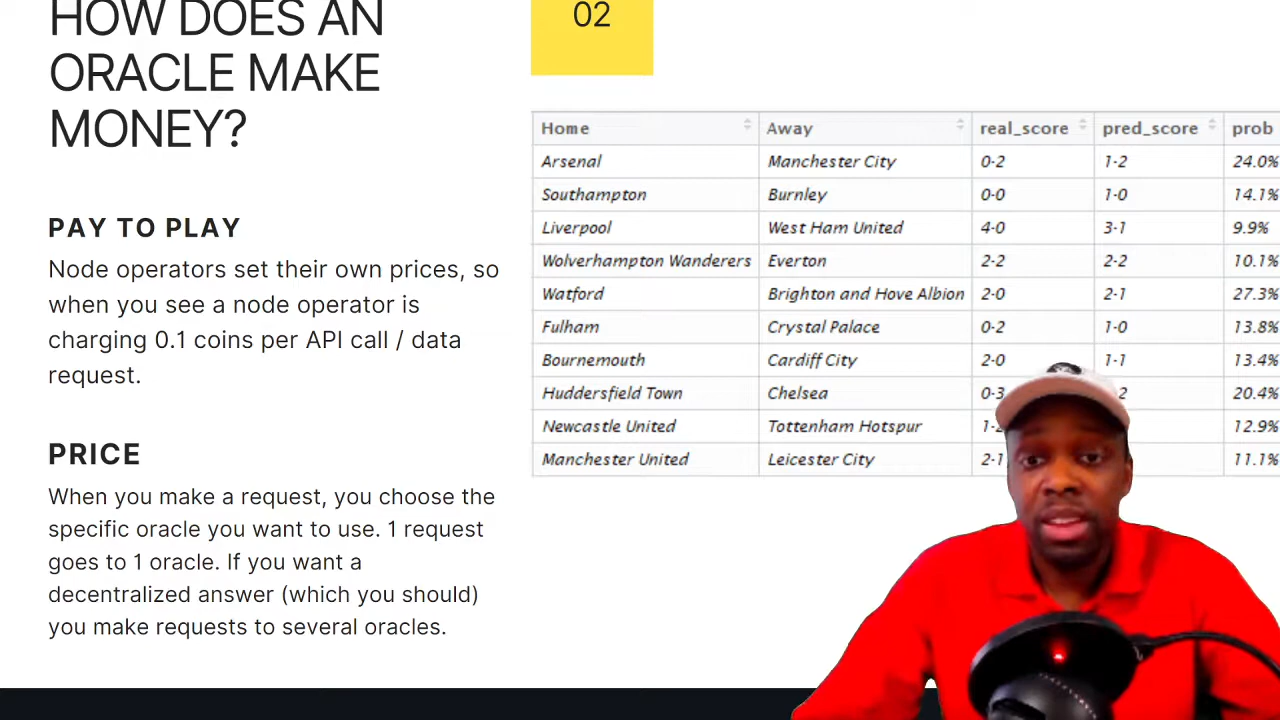 HOW DOES AN
ORACLE MAKE
MONEY?
PAY TO PLAY
Node operators set their own prices, so
when you see a node operator is
charging 0.1 coins per API call / data
request.
PRICE
When you make a request, you choose the
specific oracle you want to use. 1 request
goes to 1 oracle. If you want a
decentralized answer (which you should)
you make requests to several oracles.
02
Home Away real_score pred_score prob
Arsenal Manchester City 0-2 1-2 24.0%
Southampton Burnley 0-0 1-0 14.1%
Liverpool West Ham United 4-0 3-1 9.9%
Wolverhampton Wanderers Everton 2-2 2-2 10.1%
Watford Brighton and Hove Albion 2-0 2-1 27.3%
Fulham Crystal Palace 0-2 1-0 13.8%
Bournemouth Cardiff City 2-0 1-1 13.4%
Huddersfield Town Chelsea 0-3 2 20.4%
Newcastle United Tottenham Hotspur 1-2 12.9%
Manchester United Leicester City 2-1 11.1%